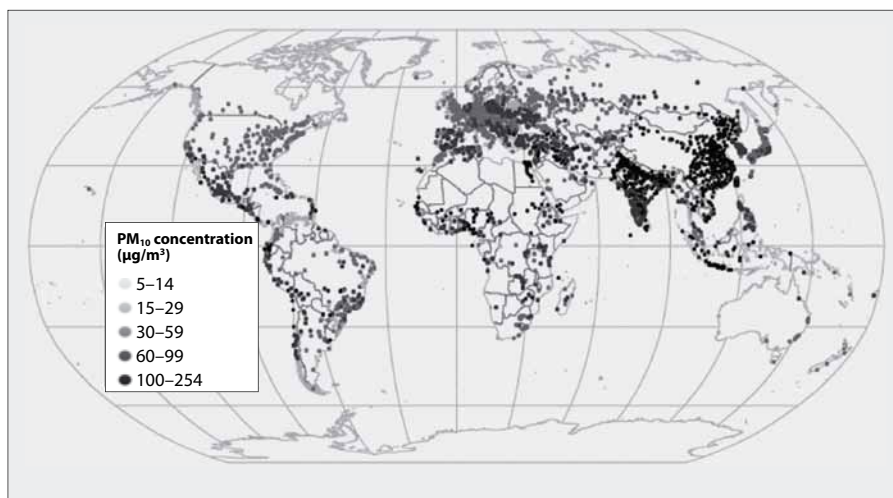 PM₁₀ concentration
(µg/m³)
5–14
15–29
30–59
60–99
100–254